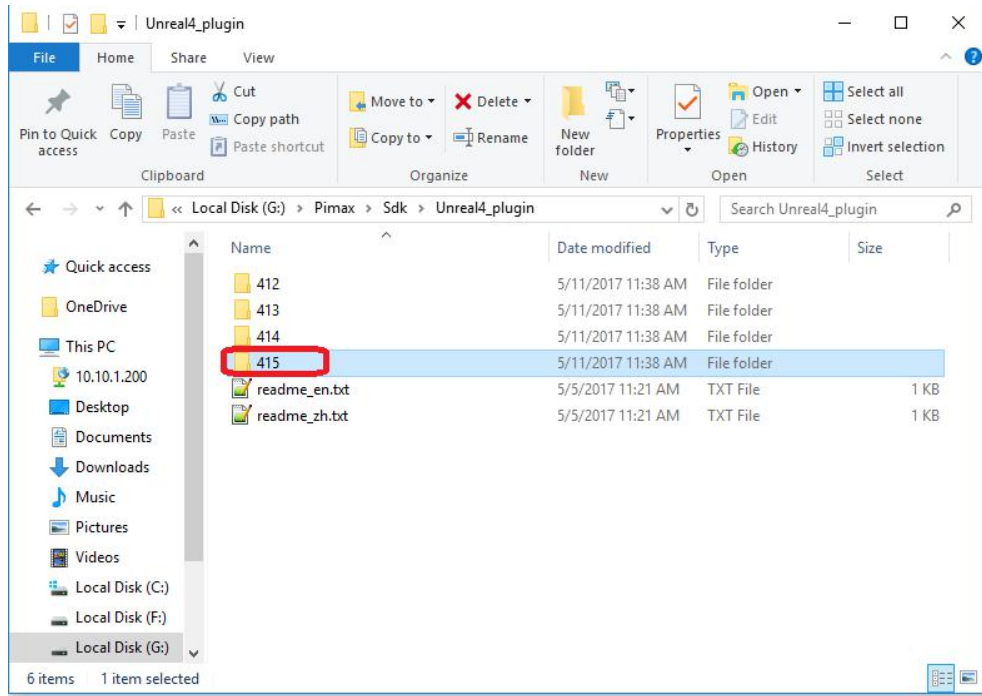 Unreal4_plugin
File Home Share View
Pin to Quick access
Copy
Paste
Cut
Copy path
Paste shortcut
Clipboard
Move to
Copy to
Delete
Rename
Organize
New folder
New
Properties
Open
Edit
History
Open
Select all
Select none
Invert selection
Select
« Local Disk (G:) > Pimax > Sdk > Unreal4_plugin
Search Unreal4_plugin
Quick access
OneDrive
This PC
10.10.1.200
Desktop
Documents
Downloads
Music
Pictures
Videos
Local Disk (C:)
Local Disk (F:)
Local Disk (G:)
Name Date modified Type Size
412 5/11/2017 11:38 AM File folder
413 5/11/2017 11:38 AM File folder
414 5/11/2017 11:38 AM File folder
415 5/11/2017 11:38 AM File folder
readme_en.txt 5/5/2017 11:21 AM TXT File 1 KB
readme_zh.txt 5/5/2017 11:21 AM TXT File 1 KB
6 items 1 item selected